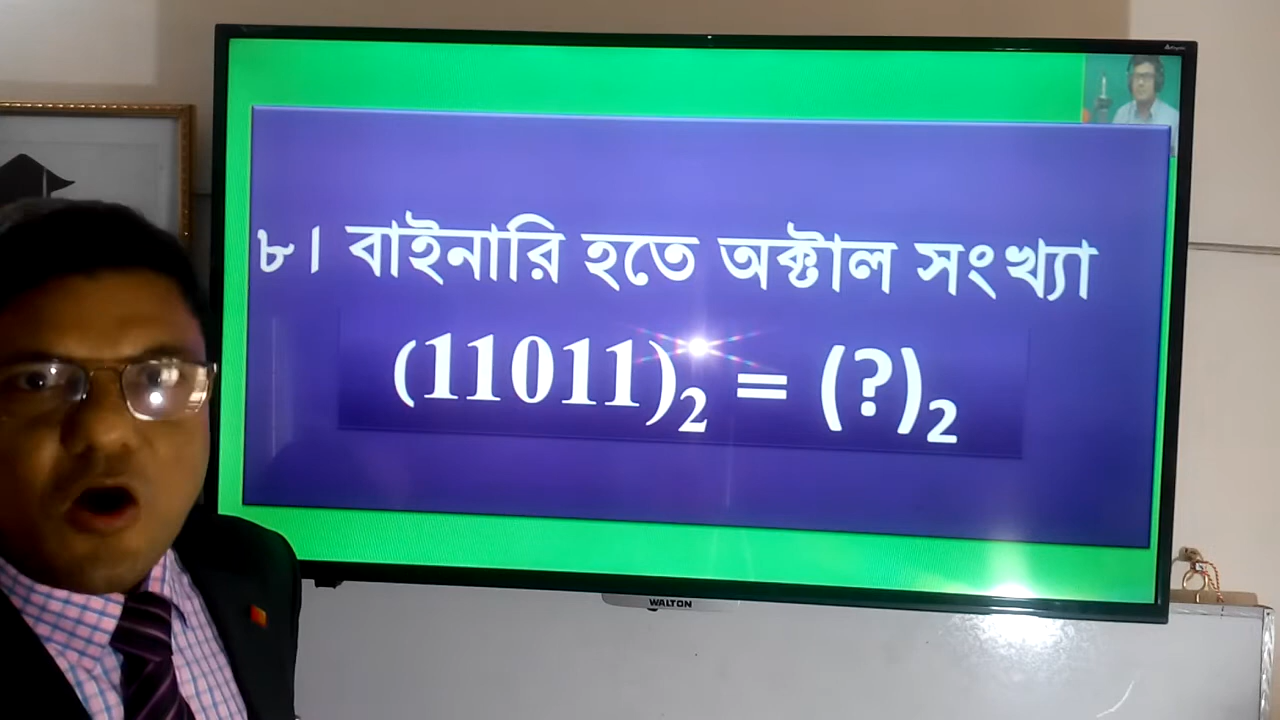 ৮। বাইনারি হতে অক্টাল সংখ্যা
(11011)₂ = (?)₂
WALTON